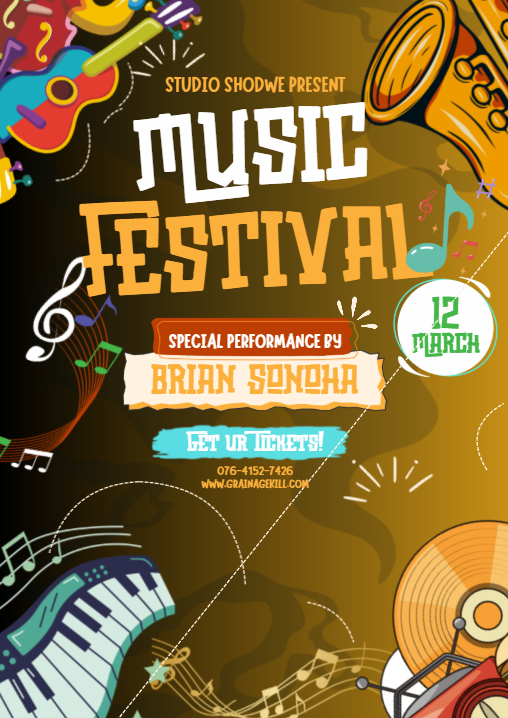 STUDIO SHODWE PRESENT
MUSIC
FESTIVAL
12
MARCH
SPECIAL PERFORMANCE BY
BRIAN SONOHA
GET UR TICKETS!
076-4152-7426
WWW.GRAINAGEKILL.COM